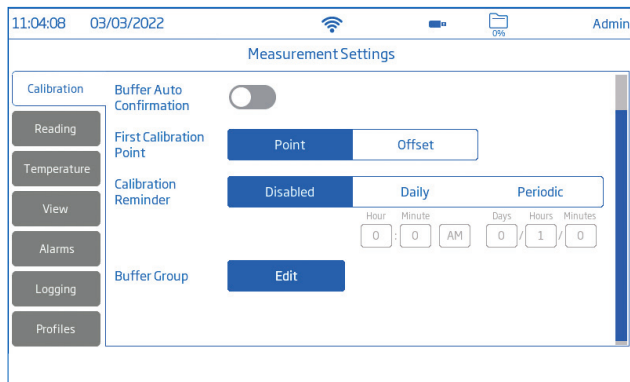 11:04:08 03/03/2022 0% Admin
Measurement Settings
Calibration
Reading
Temperature
View
Alarms
Logging
Profiles
Buffer Auto
Confirmation
First Calibration
Point
Point Offset
Calibration
Reminder
Disabled Daily Periodic
Hour Minute Days Hours Minutes
0 : 0 AM 0 / 1 / 0
Buffer Group
Edit